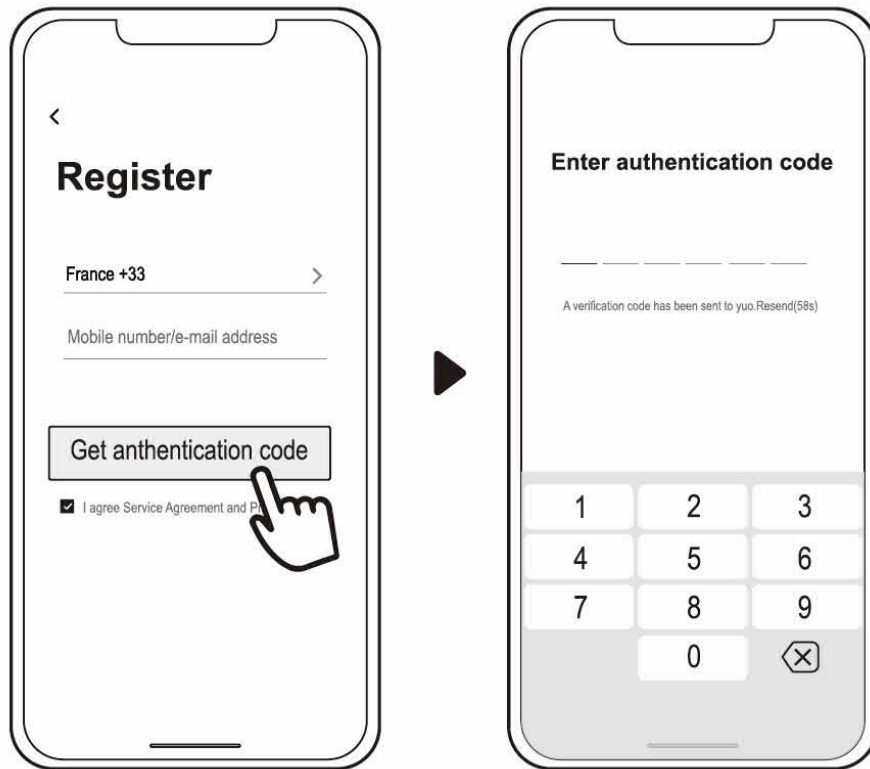 Register
France +33
Mobile number/e-mail address
Get anthentication code
I agree Service Agreement and
Enter authentication code
A verification code has been sent to yuo.Resend(58s)
1 2 3
4 5 6
7 8 9
0